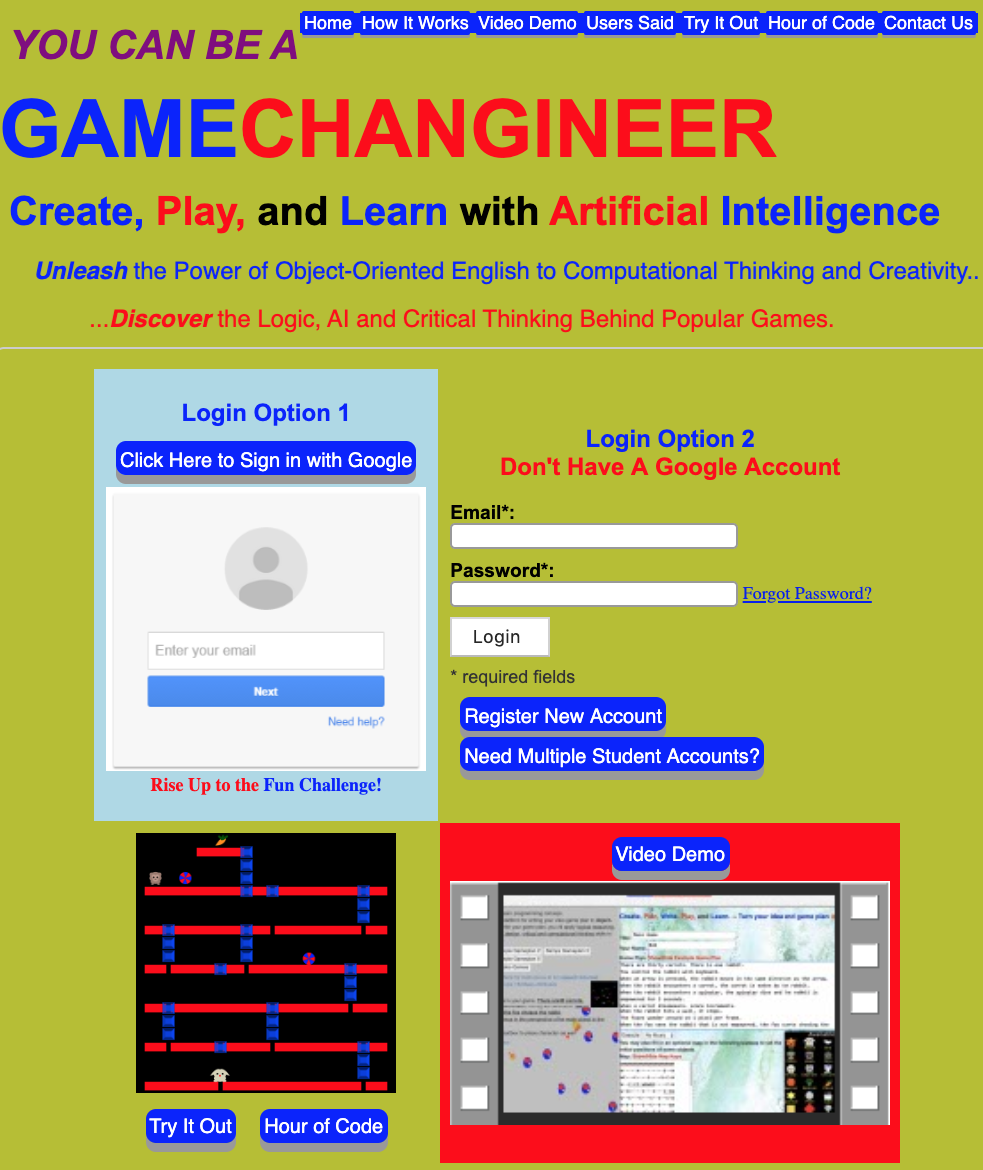 Home How It Works Video Demo Users Said Try It Out Hour of Code Contact Us
YOU CAN BE A
GAMECHANGINEER
Create, Play, and Learn with Artificial Intelligence
Unleash the Power of Object-Oriented English to Computational Thinking and Creativity..
...Discover the Logic, AI and Critical Thinking Behind Popular Games.
Login Option 1
Click Here to Sign in with Google
Enter your email
Next
Need help?
Rise Up to the Fun Challenge!
Login Option 2
Don't Have A Google Account
Email*:
Password*:
Forgot Password?
Login
* required fields
Register New Account
Need Multiple Student Accounts?
Try It Out
Hour of Code
Video Demo